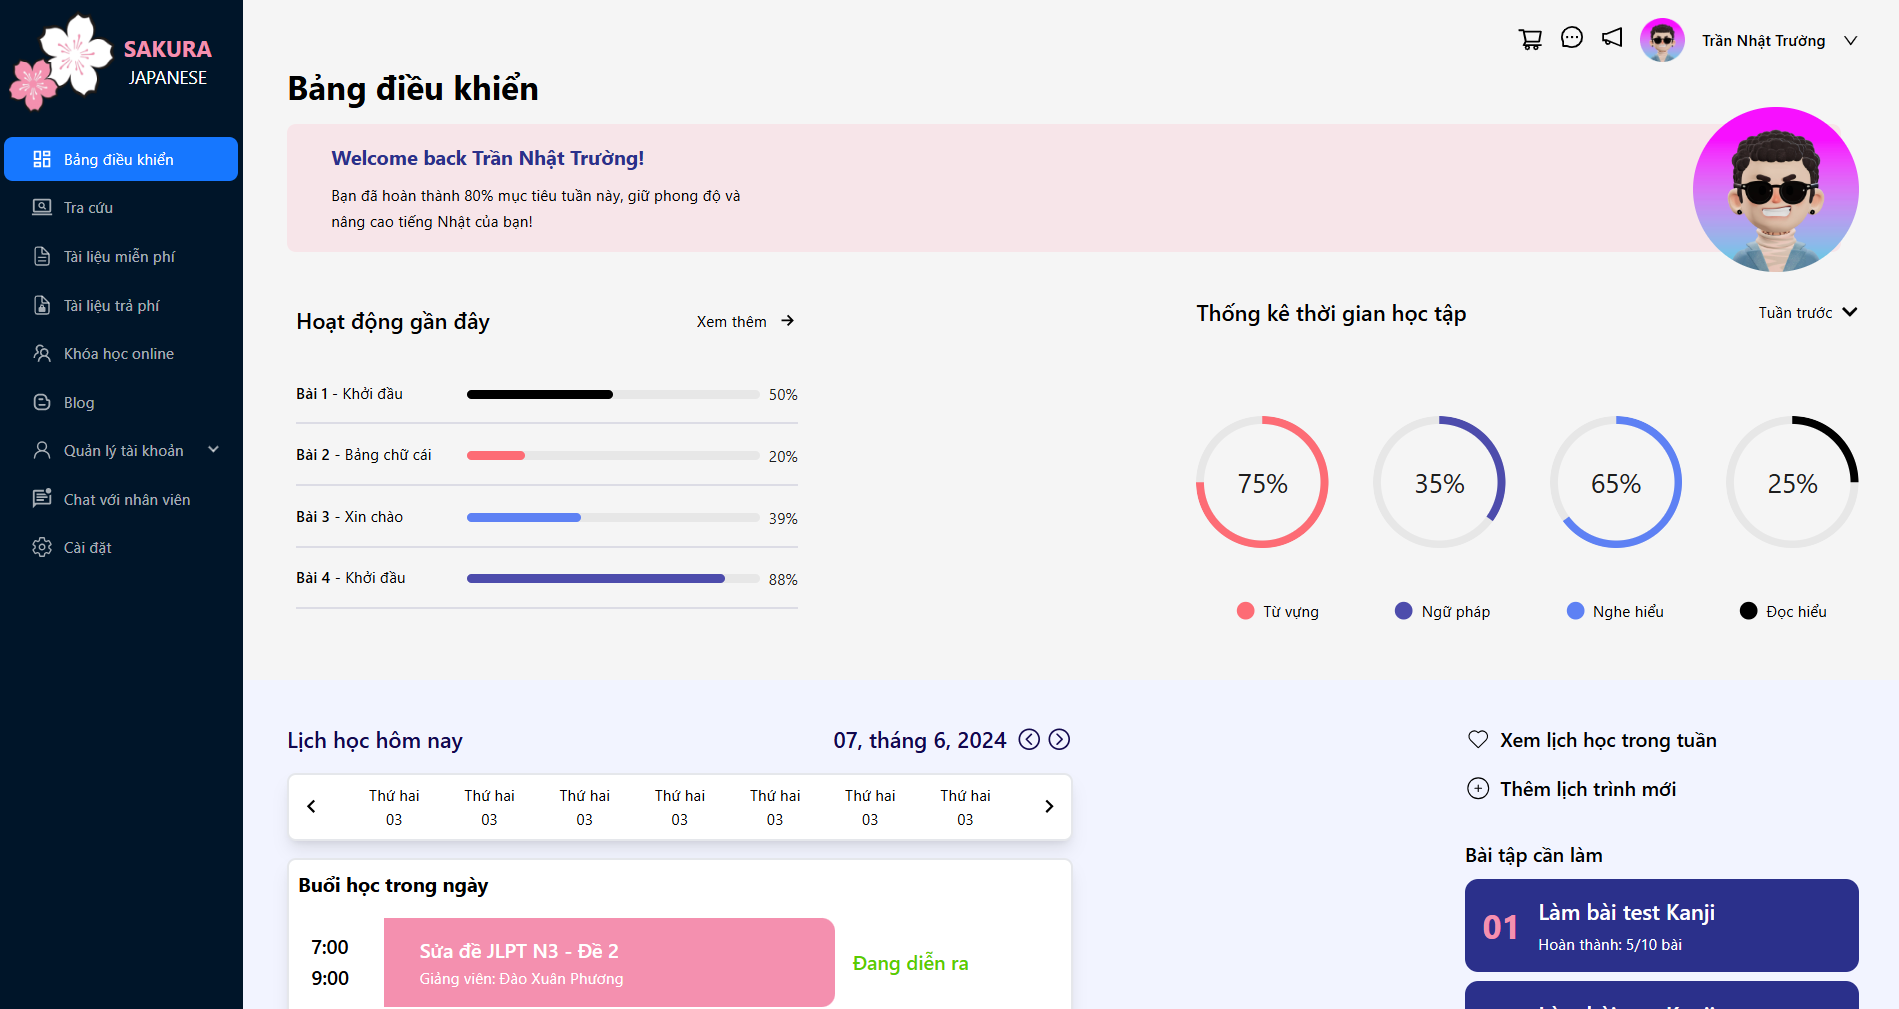 SAKURA
JAPANESE
Bảng điều khiển
Tra cứu
Tài liệu miễn phí
Tài liệu trả phí
Khóa học online
Blog
Quản lý tài khoản
Chat với nhân viên
Cài đặt
Trần Nhật Trường
Bảng điều khiển
Welcome back Trần Nhật Trường!
Bạn đã hoàn thành 80% mục tiêu tuần này, giữ phong độ và
nâng cao tiếng Nhật của bạn!
Hoạt động gần đây
Xem thêm
Bài 1 - Khởi đầu
50%
Bài 2 - Bảng chữ cái
20%
Bài 3 - Xin chào
39%
Bài 4 - Khởi đầu
88%
Thống kê thời gian học tập
Tuần trước
75%
35%
65%
25%
Từ vựng
Ngữ pháp
Nghe hiểu
Đọc hiểu
Lịch học hôm nay
07, tháng 6, 2024
Thứ hai
03
Thứ hai
03
Thứ hai
03
Thứ hai
03
Thứ hai
03
Thứ hai
03
Thứ hai
03
Buổi học trong ngày
7:00
9:00
Sửa đề JLPT N3 - Đề 2
Giảng viên: Đào Xuân Phương
Đang diễn ra
Xem lịch học trong tuần
Thêm lịch trình mới
Bài tập cần làm
01
Làm bài test Kanji
Hoàn thành: 5/10 bài